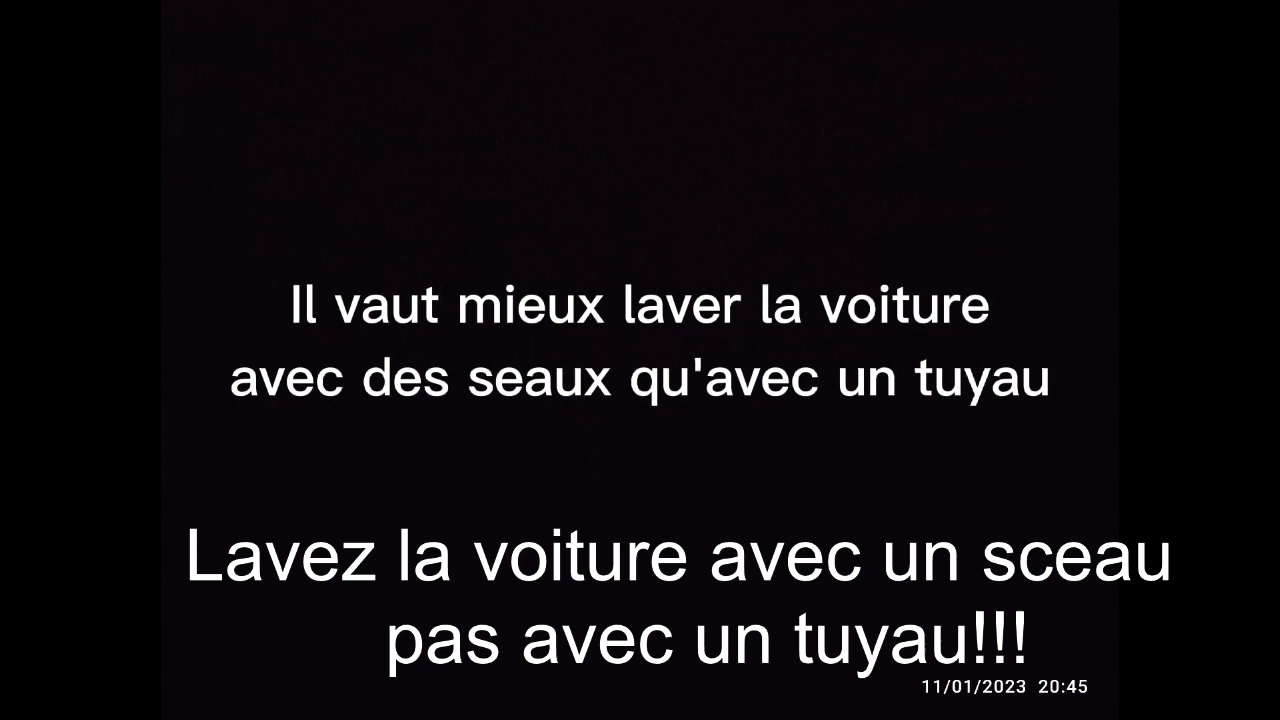 Il vaut mieux laver la voiture
avec des seaux qu'avec un tuyau
Lavez la voiture avec un sceau
pas avec un tuyau!!!
11/01/2023 20:45